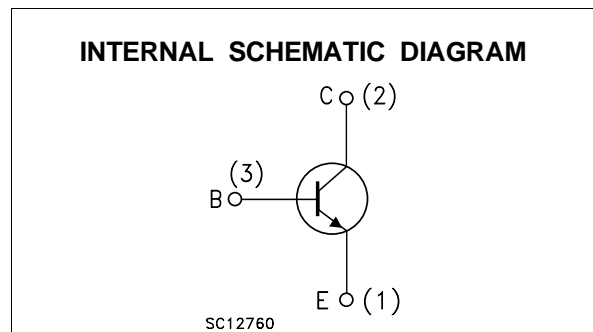 INTERNAL SCHEMATIC DIAGRAM
C (2)
(3)
B
E (1)
SC12760